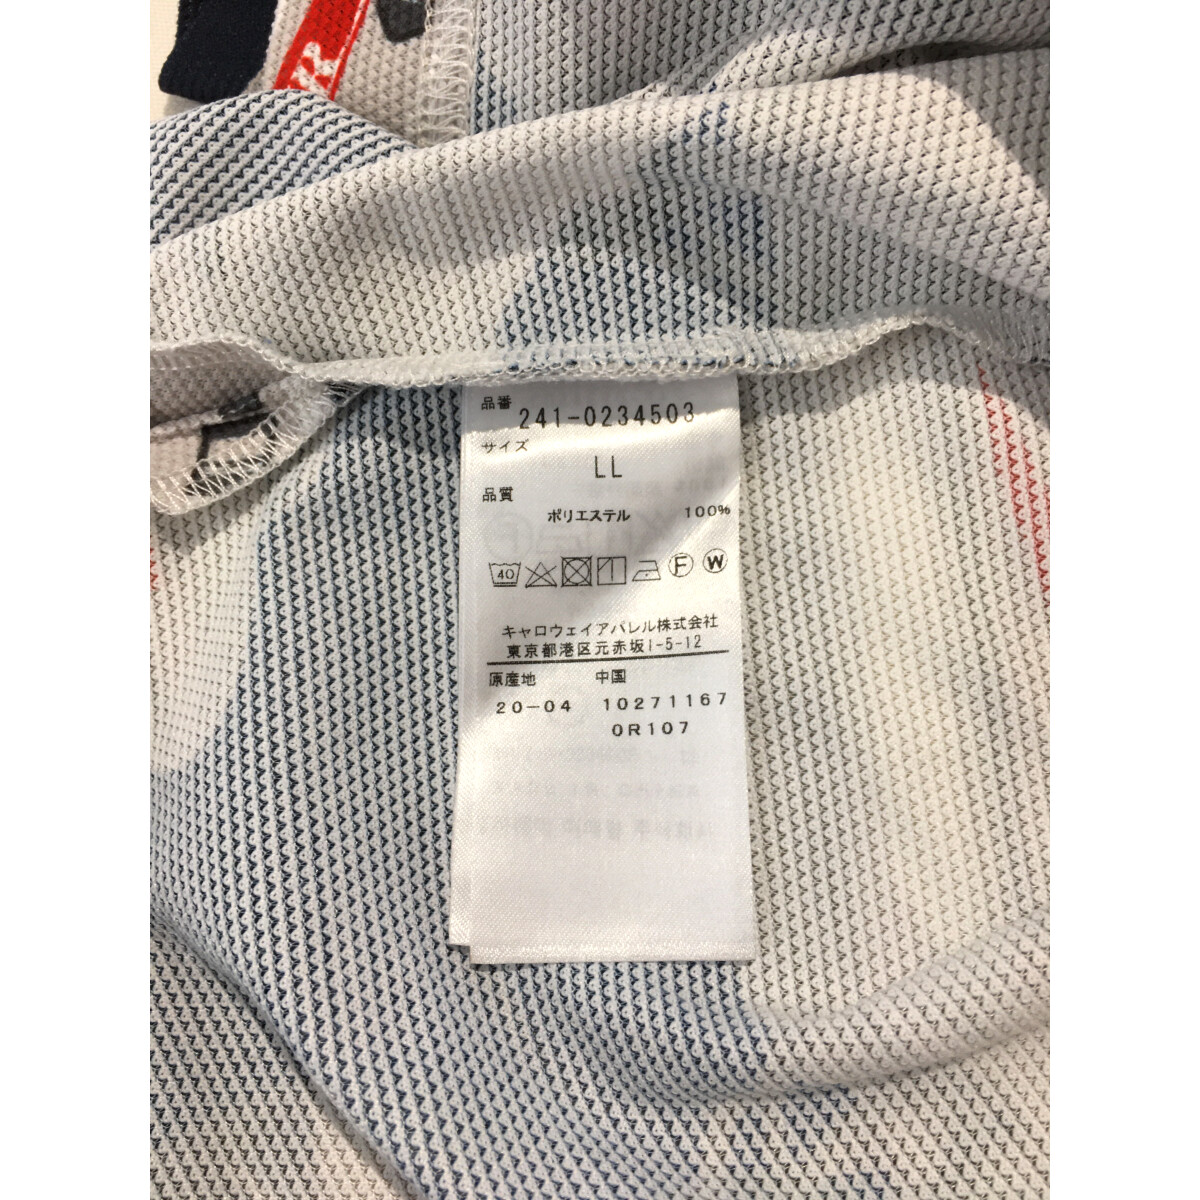 品番
241-0234503
サイズ
LL
品質
ポリエステル 100%
40 F W
キャロウェイアパレル株式会社
東京都港区元赤坂1-5-12
原産地 中国
20-04 10271167
0R107